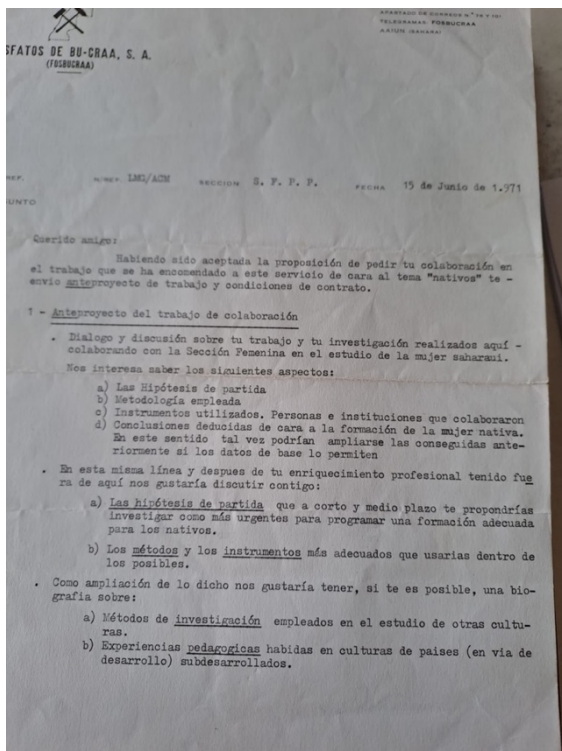 APARTADO DE CORREOS N.º
TELEGRAMAS: FOSBUCRAA
AAIUN (SAHARA)
SFATOS DE BU-CRAA, S. A.
(FOSBUCRAA)
REF. N/REF. LMG/ACM SECCION S. F. P. P. FECHA 15 de Junio de 1.971
UNTO
Querido amigo:
Habiendo sido aceptada la proposición de pedir tu colaboración en
el trabajo que se ha encomendado a este servicio de cara al tema "nativos" te -
envio anteproyecto de trabajo y condiciones de contrato.
1 - Anteproyecto del trabajo de colaboración
. Dialogo y discusión sobre tu trabajo y tu investigación realizados aquí -
colaborando con la Sección Femenina en el estudio de la mujer saharaui.
Nos interesa saber los siguientes aspectos:
a) Las Hipótesis de partida
b) Metodología empleada
c) Instrumentos utilizados. Personas e instituciones que colaboraron
d) Conclusiones deducidas de cara a la formación de la mujer nativa.
En este sentido tal vez podrían ampliarse las conseguidas ante-
riormente si los datos de base lo permiten
. En esta misma línea y despues de tu enriquecimiento profesional tenido fue
ra de aquí nos gustaría discutir contigo:
a) Las hipótesis de partida que a corto y medio plazo te propondrías
investigar como más urgentes para programar una formación adecuada
para los nativos.
b) Los métodos y los instrumentos más adecuados que usarias dentro de
los posibles.
. Como ampliación de lo dicho nos gustaría tener, si te es posible, una bio-
grafia sobre:
a) Métodos de investigación empleados en el estudio de otras cultu-
ras.
b) Experiencias pedagogicas habidas en culturas de paises (en via de
desarrollo) subdesarrollados.